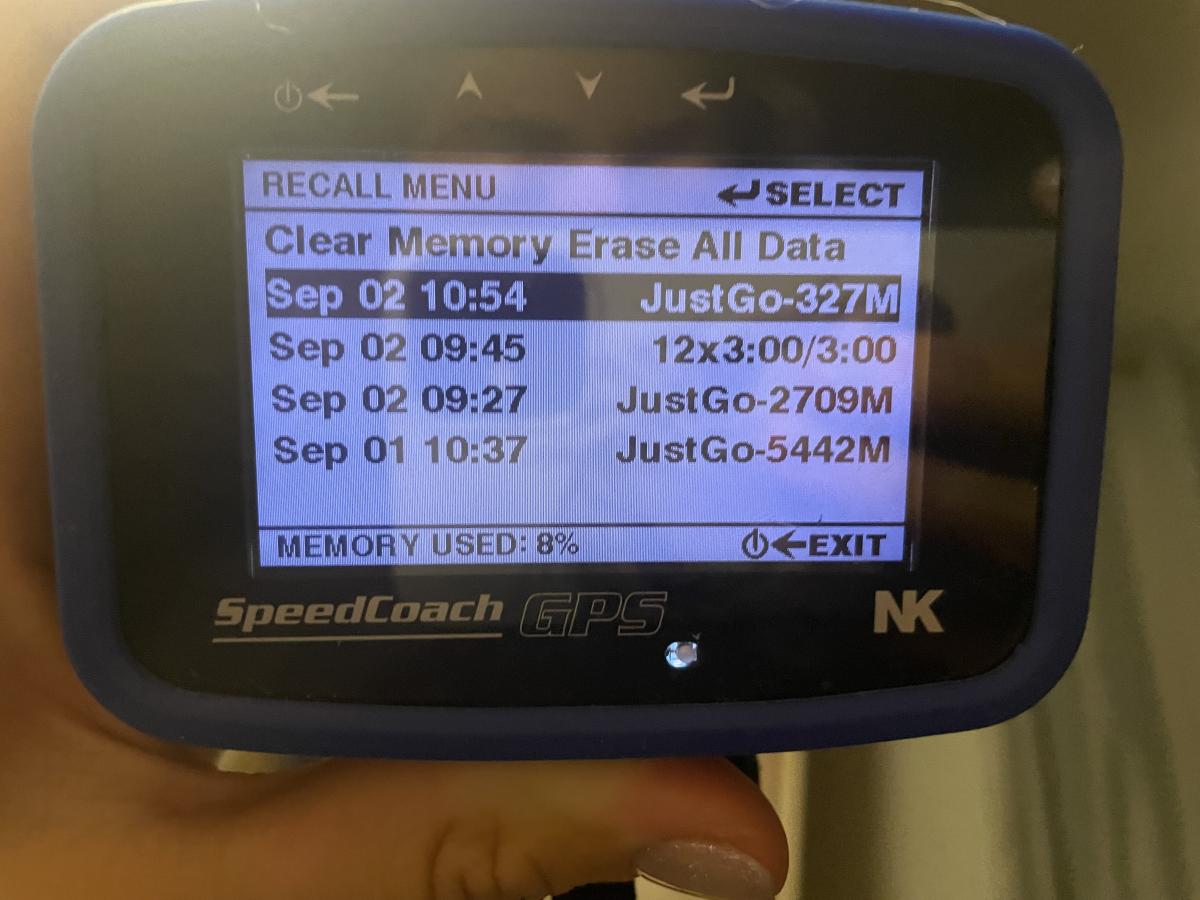 RECALL MENU SELECT
Clear Memory Erase All Data
Sep 02 10:54 JustGo-327M
Sep 02 09:45 12x3:00/3:00
Sep 02 09:27 JustGo-2709M
Sep 01 10:37 JustGo-5442M
MEMORY USED: 8% EXIT
SpeedCoach GPS NK